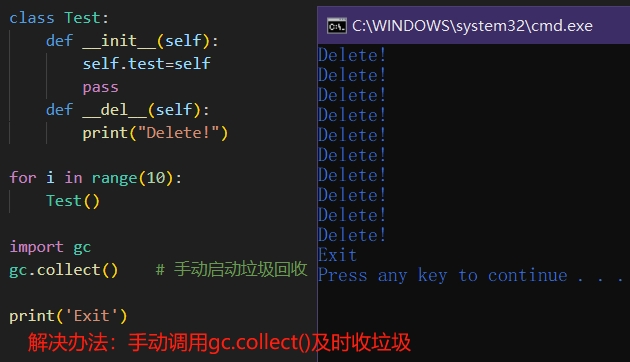 class Test:
    def __init__(self):
        self.test=self
        pass
    def __del__(self):
        print("Delete!")
for i in range(10):
    Test()
import gc
gc.collect()    # 手动启动垃圾回收
print('Exit')
C:\WINDOWS\system32\cmd.exe
Delete!
Delete!
Delete!
Delete!
Delete!
Delete!
Delete!
Delete!
Delete!
Delete!
Exit
Press any key to continue . . .
解决办法：手动调用gc.collect()及时收垃圾